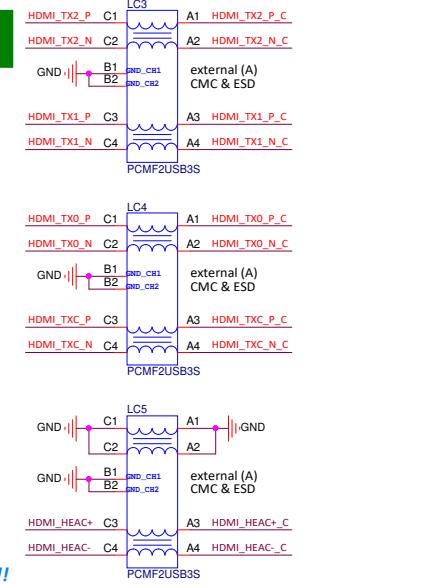 LC3
HDMI_TX2_P C1 A1 HDMI_TX2_P_C
HDMI_TX2_N C2 A2 HDMI_TX2_N_C
GND B1 GND_CH1 external (A)
B2 GND_CH2 CMC & ESD
HDMI_TX1_P C3 A3 HDMI_TX1_P_C
HDMI_TX1_N C4 A4 HDMI_TX1_N_C
PCMF2USB3S
LC4
HDMI_TX0_P C1 A1 HDMI_TX0_P_C
HDMI_TX0_N C2 A2 HDMI_TX0_N_C
GND B1 GND_CH1 external (A)
B2 GND_CH2 CMC & ESD
HDMI_TXC_P C3 A3 HDMI_TXC_P_C
HDMI_TXC_N C4 A4 HDMI_TXC_N_C
PCMF2USB3S
LC5
GND C1 A1 GND
C2 A2
GND B1 GND_CH1 external (A)
B2 GND_CH2 CMC & ESD
HDMI_HEAC+ C3 A3 HDMI_HEAC+_C
HDMI_HEAC- C4 A4 HDMI_HEAC-_C
PCMF2USB3S
!!